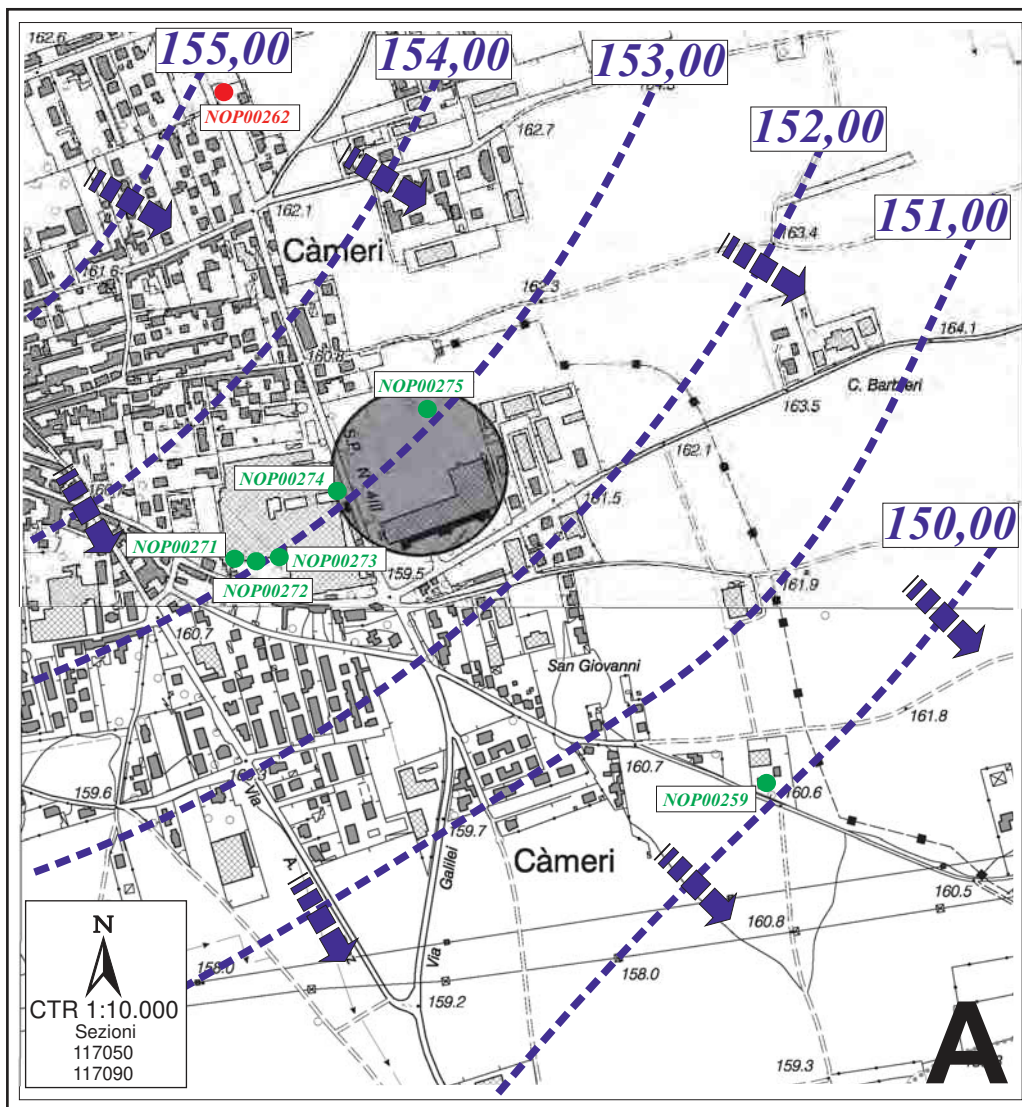 155,00
154,00
153,00
152,00
151,00
150,00
162.6
NOP00262
162.7
162.1
163.4
Càmeri
161.6
162.3
160.8
164.1
NOP00275
C. Barbieri
163.5
S.P. N. 4
162.1
NOP00274
161.5
NOP00271
NOP00273
NOP00272
159.5
161.9
160.7
San Giovanni
161.8
160.7
159.6
NOP00259
160.6
Via
A.
159.7
Galilei
Càmeri
160.5
160.8
Via
158.0
158.0
159.2
159.3
N
CTR 1:10.000
Sezioni
117050
117090
A